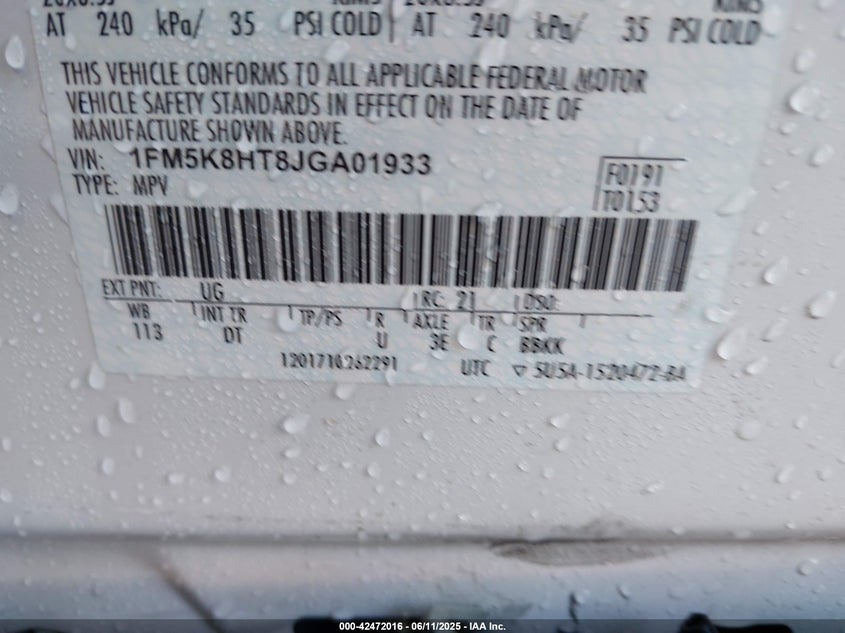 AT 240 kPa/ 35 PSI COLD AT 240 kPa/ 35 PSI COLD
THIS VEHICLE CONFORMS TO ALL APPLICABLE FEDERAL MOTOR
VEHICLE SAFETY STANDARDS IN EFFECT ON THE DATE OF
MANUFACTURE SHOWN ABOVE.
VIN: 1FM5K8HT8JGA01933
TYPE: MPV
F0191
T0153
EXT PNT: UG RC: 21 DSO:
WB INT TR TP/PS R AXLE TR SPR
113 DT U 3E C BBKK
1201710262291 UTC ▽ 5U5A-1520472-BA
000-42472016 - 06/11/2025 - IAA Inc.